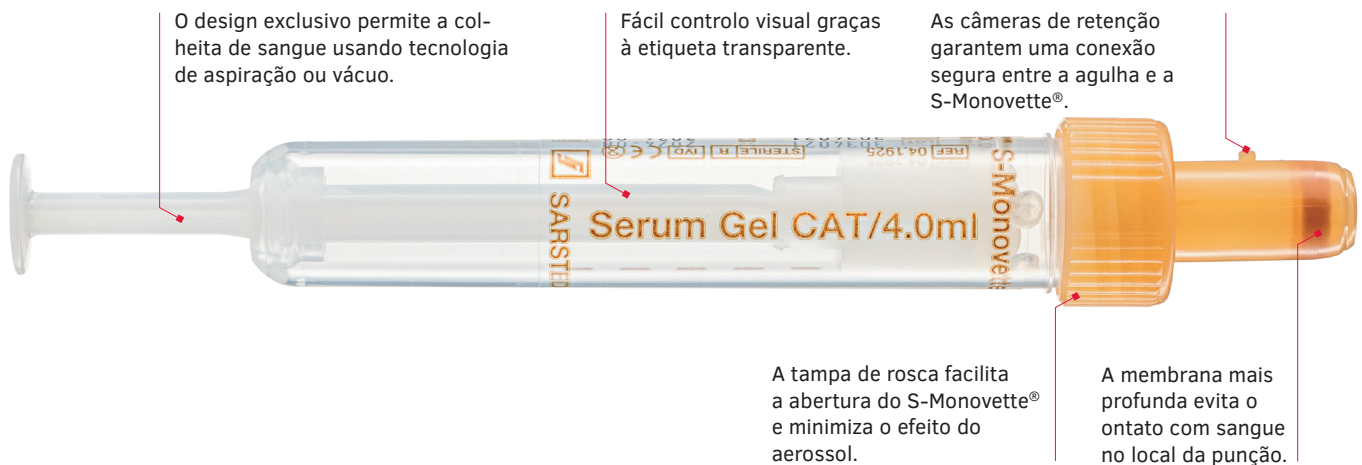 O design exclusivo permite a col-
heita de sangue usando tecnologia
de aspiração ou vácuo.
Fácil controlo visual graças
à etiqueta transparente.
As câmeras de retenção
garantem uma conexão
segura entre a agulha e a
S-Monovette®.
REF 04.1925
STERILE R
IVD
CE
SARSTED
Serum Gel CAT/4.0ml
S-Monovette
A tampa de rosca facilita
a abertura do S-Monovette®
e minimiza o efeito do
aerossol.
A membrana mais
profunda evita o
ontato com sangue
no local da punção.